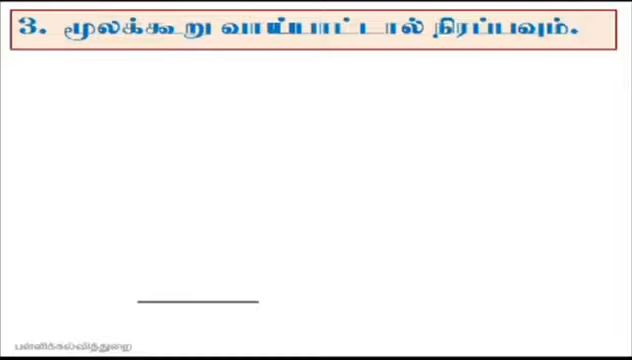 3. மூலக்கூறு வாய்பாட்டால் நிரப்பவும்.
பள்ளிக்கல்வித்துறை